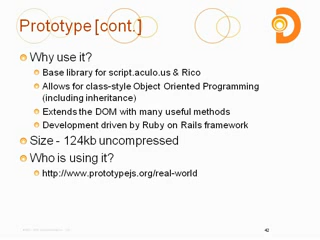 Prototype [cont.]
Why use it?
Base library for script.aculo.us & Rico
Allows for class-style Object Oriented Programming
(including inheritance)
Extends the DOM with many useful methods
Development driven by Ruby on Rails framework
Size - 124kb uncompressed
Who is using it?
http://www.prototypejs.org/real-world
42